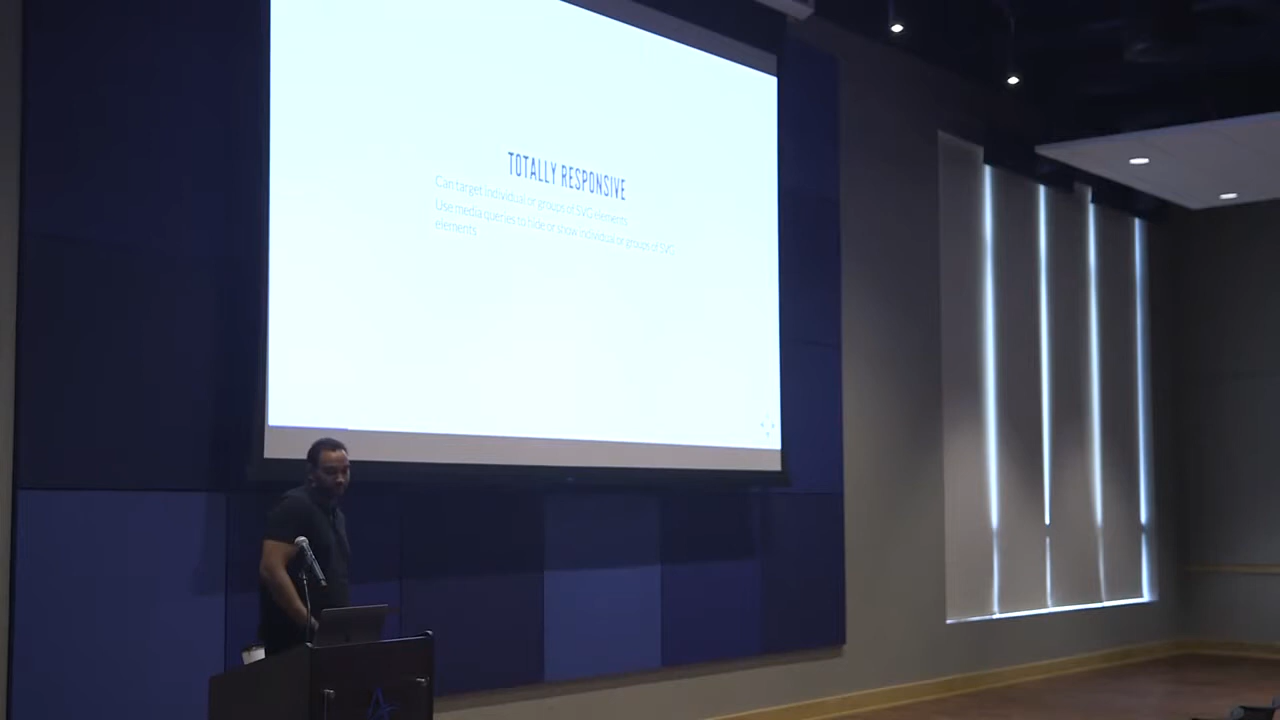 TOTALLY RESPONSIVE
Can target individual or groups of SVG elements
Use media queries to hide or show individual or groups of SVG
elements